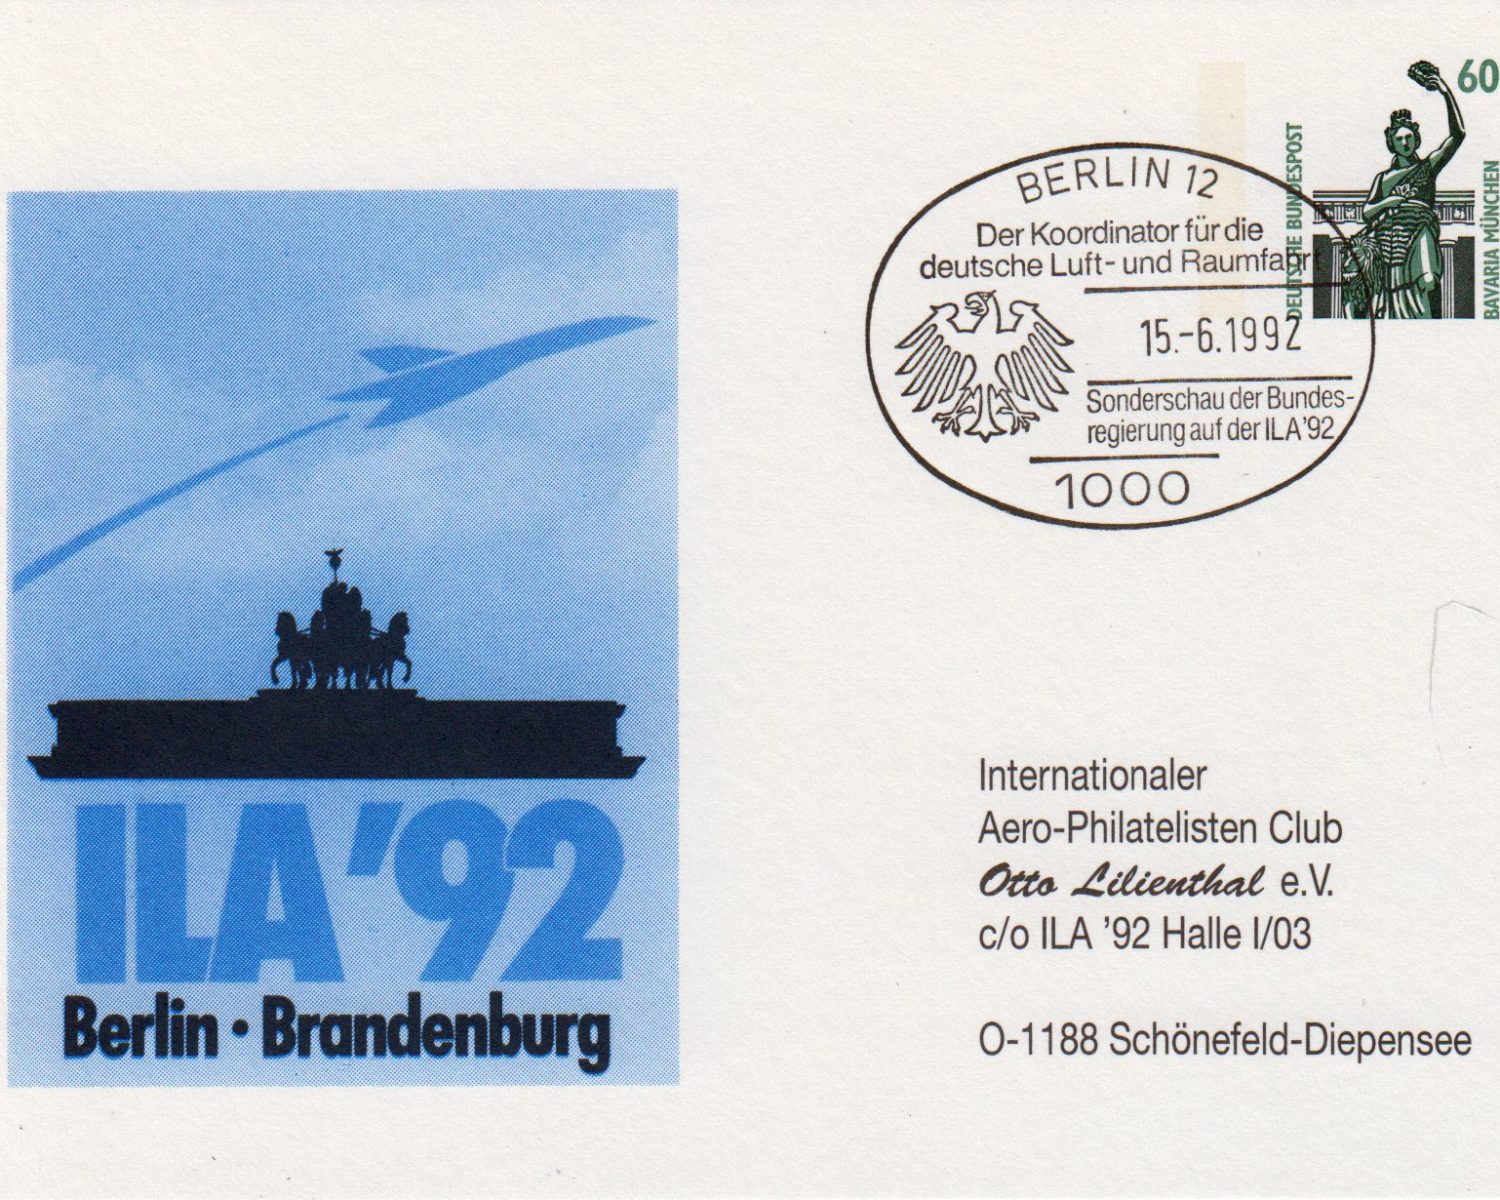 60
DEUTSCHE BUNDESPOST
BAVARIA MÜNCHEN
BERLIN 12
Der Koordinator für die
deutsche Luft- und Raumfahrt
15.-6.1992
Sonderschau der Bundes-
regierung auf der ILA'92
1000
ILA '92
Berlin · Brandenburg
Internationaler
Aero-Philatelisten Club
Otto Lilienthal e.V.
c/o ILA '92 Halle I/03
O-1188 Schönefeld-Diepensee